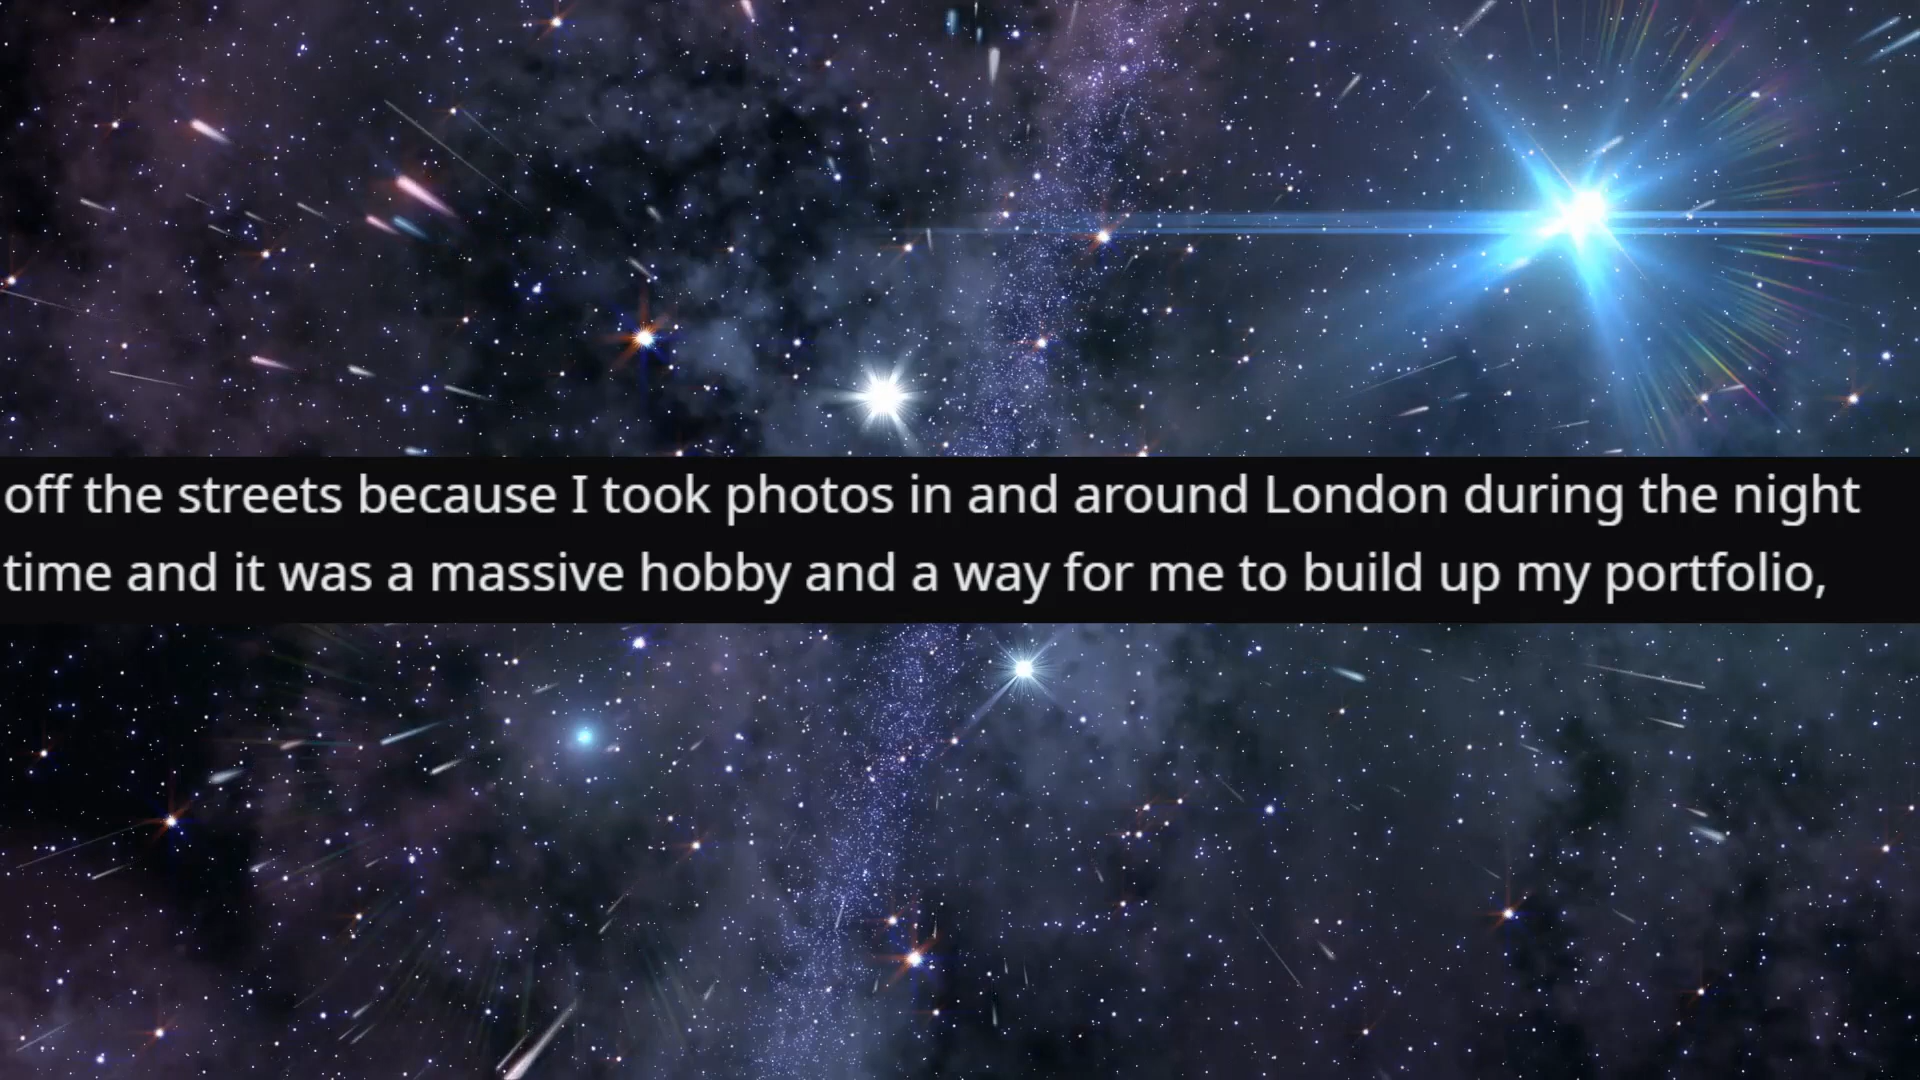 off the streets because I took photos in and around London during the night
time and it was a massive hobby and a way for me to build up my portfolio,